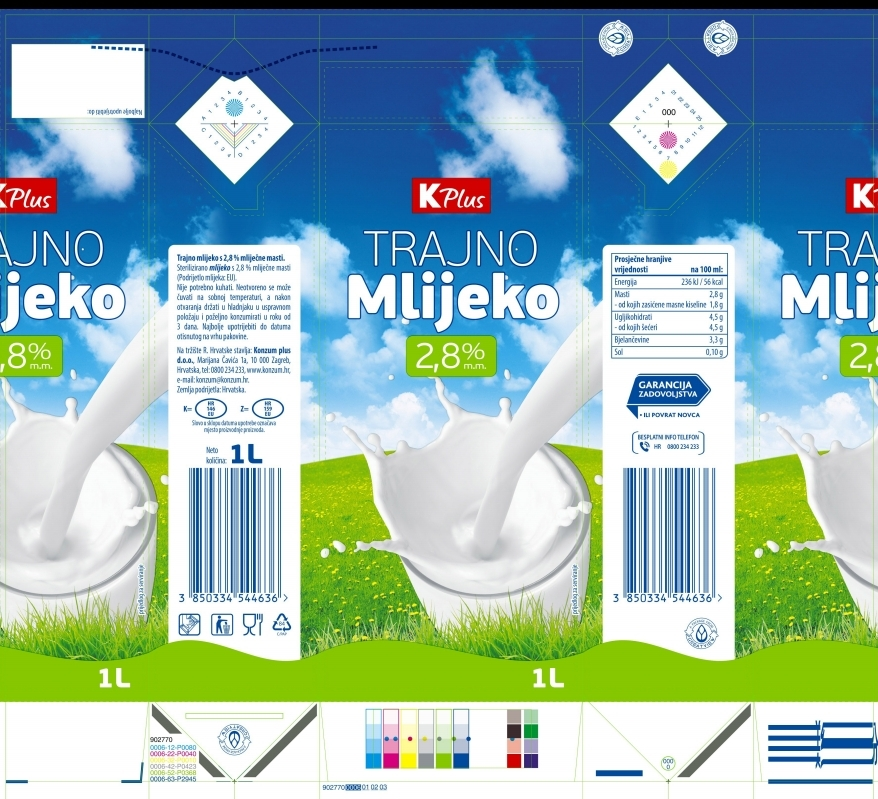 Najbolje upotrijebiti do:
K Plus
TRAJNO
Mlijeko
2,8%
m.m.
Trajno mlijeko s 2,8 % mliječne masti.
Sterilizirano mlijeko s 2,8 % mliječne masti
(Podrijetlo mlijeka: EU).
Nije potrebno kuhati. Neotvoreno se može
čuvati na sobnoj temperaturi, a nakon
otvaranja držati u hladnjaku u uspravnom
položaju i poželjno konzumirati u roku od
3 dana. Najbolje upotrijebiti do datuma
otisnutog na vrhu pakovine.
Na tržište R. Hrvatske stavlja: Konzum plus
d.o.o., Marijana Čavića 1a, 10 000 Zagreb,
Hrvatska, tel: 0800 234 233, www.konzum.hr,
e-mail: konzum@konzum.hr.
Zemlja podrijetla: Hrvatska.
K= HR 146 EU Z= HR 159 EU
Slovo u sklopu datuma upotrebe označava
mjesto proizvodnje proizvoda.
Neto
količina: 1L
3 850334 544636 >
prijedlog za serviranje
K Plus
TRAJNO
Mlijeko
2,8%
m.m.
prijedlog za serviranje
000
Prosječne hranjive
vrijednosti na 100 ml:
Energija 236 kJ / 56 kcal
Masti 2,8 g
- od kojih zasićene masne kiseline 1,8 g
Ugljikohidrati 4,5 g
- od kojih šećeri 4,5 g
Bjelančevine 3,3 g
Sol 0,10 g
GARANCIJA
ZADOVOLJSTVA
• ILI POVRAT NOVCA
BESPLATNI INFO TELEFON
HR 0800 234 233
3 850334 544636 >
K
TRA
Mlij
2,8
1L
1L
902770
0006-12-P0080
0006-22-P0040
0006-42-P0423
0006-52-P0368
0006-63-P2945
000
0